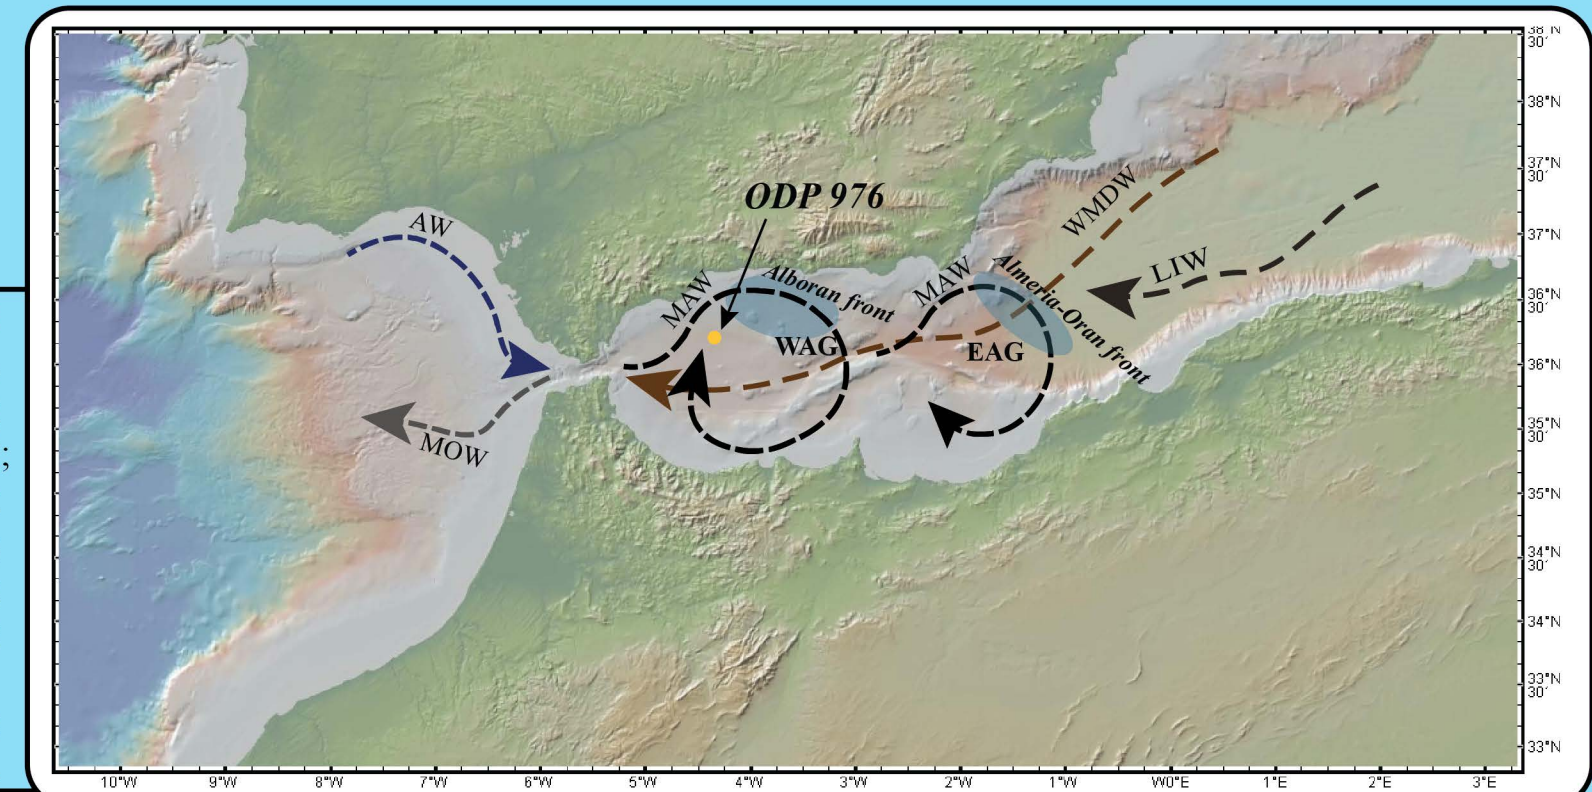 ODP 976
AW
MAW
Alboran front
WAG
MAW
Almeria-Oran front
EAG
WMDW
LIW
MOW
;
38°N
30'
38°N
37°N
30'
37°N
36°N
30'
36°N
35°N
30'
35°N
34°N
30'
34°N
33°N
30'
33°N
10°W 9°W 8°W 7°W 6°W 5°W 4°W 3°W 2°W 1°W W0°E 1°E 2°E 3°E